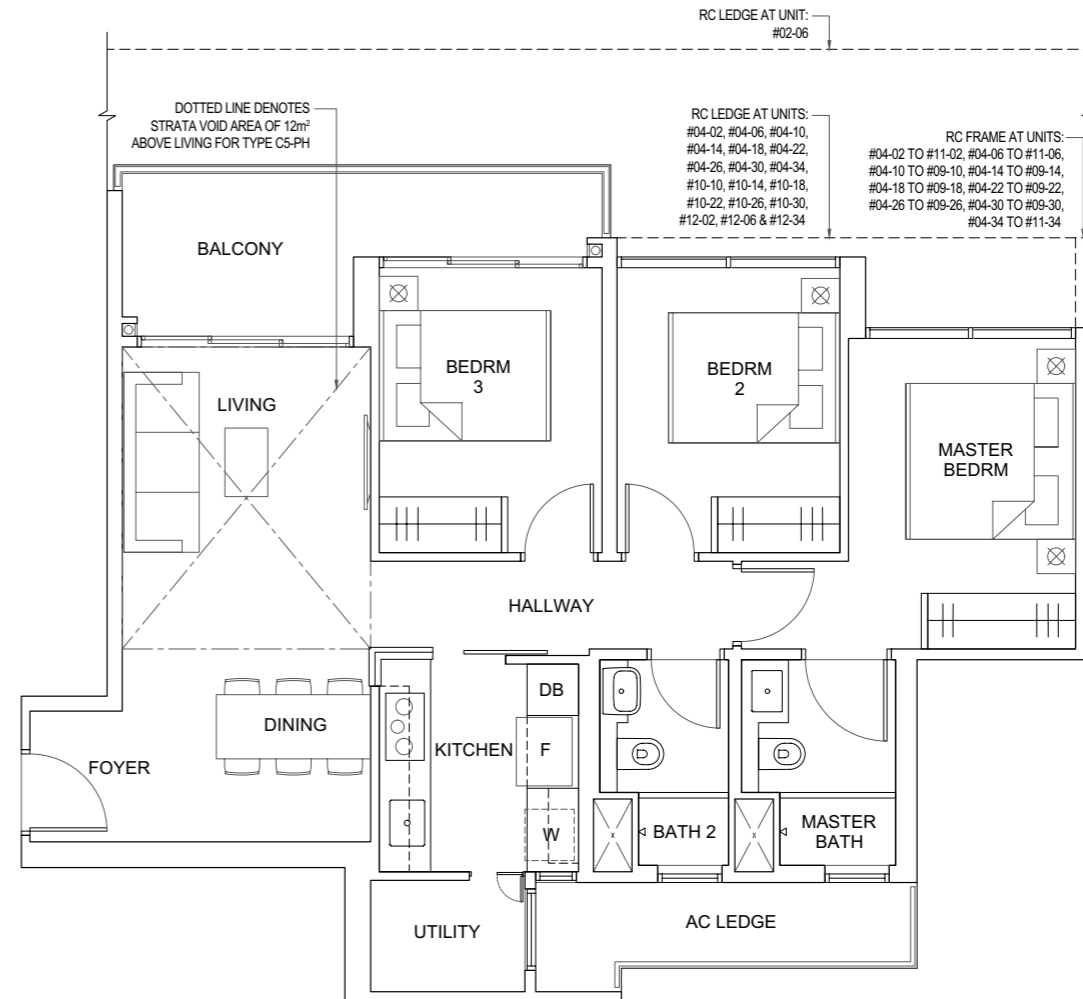 RC LEDGE AT UNIT:
#02-06
DOTTED LINE DENOTES
STRATA VOID AREA OF 12m²
ABOVE LIVING FOR TYPE C5-PH
RC LEDGE AT UNITS:
#04-02, #04-06, #04-10,
#04-14, #04-18, #04-22,
#04-26, #04-30, #04-34,
#10-10, #10-14, #10-18,
#10-22, #10-26, #10-30,
#12-02, #12-06 & #12-34
RC FRAME AT UNITS:
#04-02 TO #11-02, #04-06 TO #11-06,
#04-10 TO #09-10, #04-14 TO #09-14,
#04-18 TO #09-18, #04-22 TO #09-22,
#04-26 TO #09-26, #04-30 TO #09-30,
#04-34 TO #11-34
BALCONY
BEDRM
3
BEDRM
2
LIVING
MASTER
BEDRM
HALLWAY
DB
DINING
KITCHEN
F
FOYER
W
BATH 2
MASTER
BATH
UTILITY
AC LEDGE